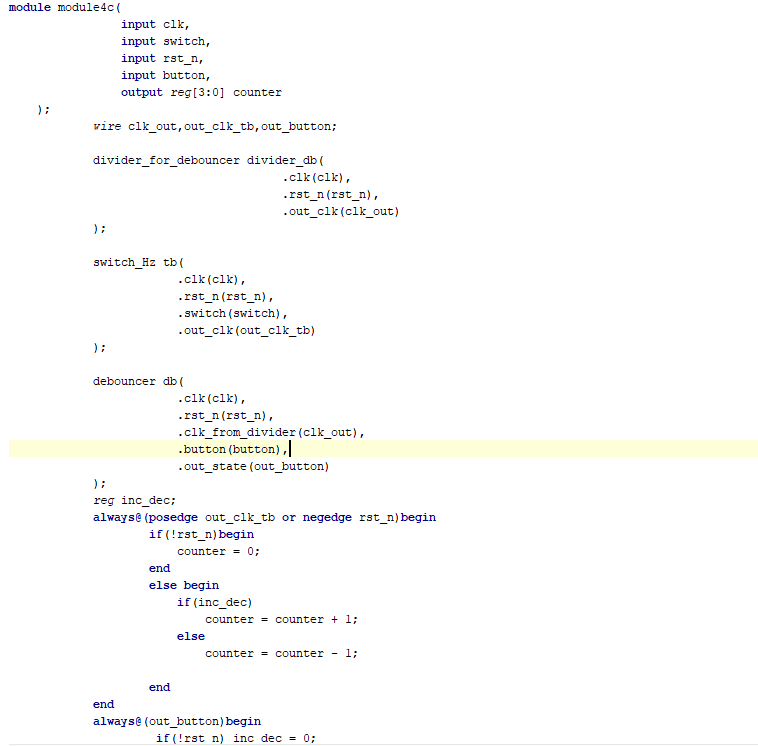 module module4c(
input clk,
input switch,
input rst_n,
input button,
output reg[3:0] counter
);
wire clk_out,out_clk_tb,out_button;
divider_for_debouncer divider_db(
.clk(clk),
.rst_n(rst_n),
.out_clk(clk_out)
);
switch_Hz tb(
.clk(clk),
.rst_n(rst_n),
.switch(switch),
.out_clk(out_clk_tb)
);
debouncer db(
.clk(clk),
.rst_n(rst_n),
.clk_from_divider(clk_out),
.button(button),
.out_state(out_button)
);
reg inc_dec;
always@(posedge out_clk_tb or negedge rst_n)begin
if(!rst_n)begin
counter = 0;
end
else begin
if(inc_dec)
counter = counter + 1;
else
counter = counter - 1;
end
end
always@(out_button)begin
if(!rst_n) inc_dec = 0;